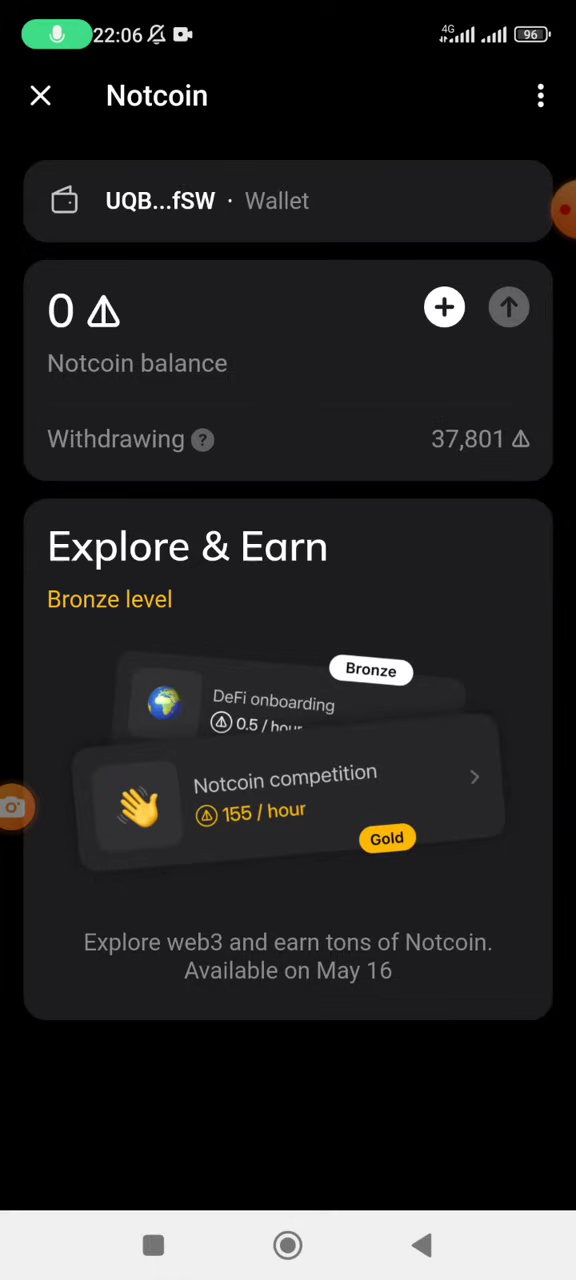 22:06 4G 96
Notcoin
UQB...fSW · Wallet
0
Notcoin balance
Withdrawing ? 37,801
Explore & Earn
Bronze level
Bronze
DeFi onboarding
0.5 / hour
Notcoin competition
155 / hour
Gold
Explore web3 and earn tons of Notcoin.
Available on May 16